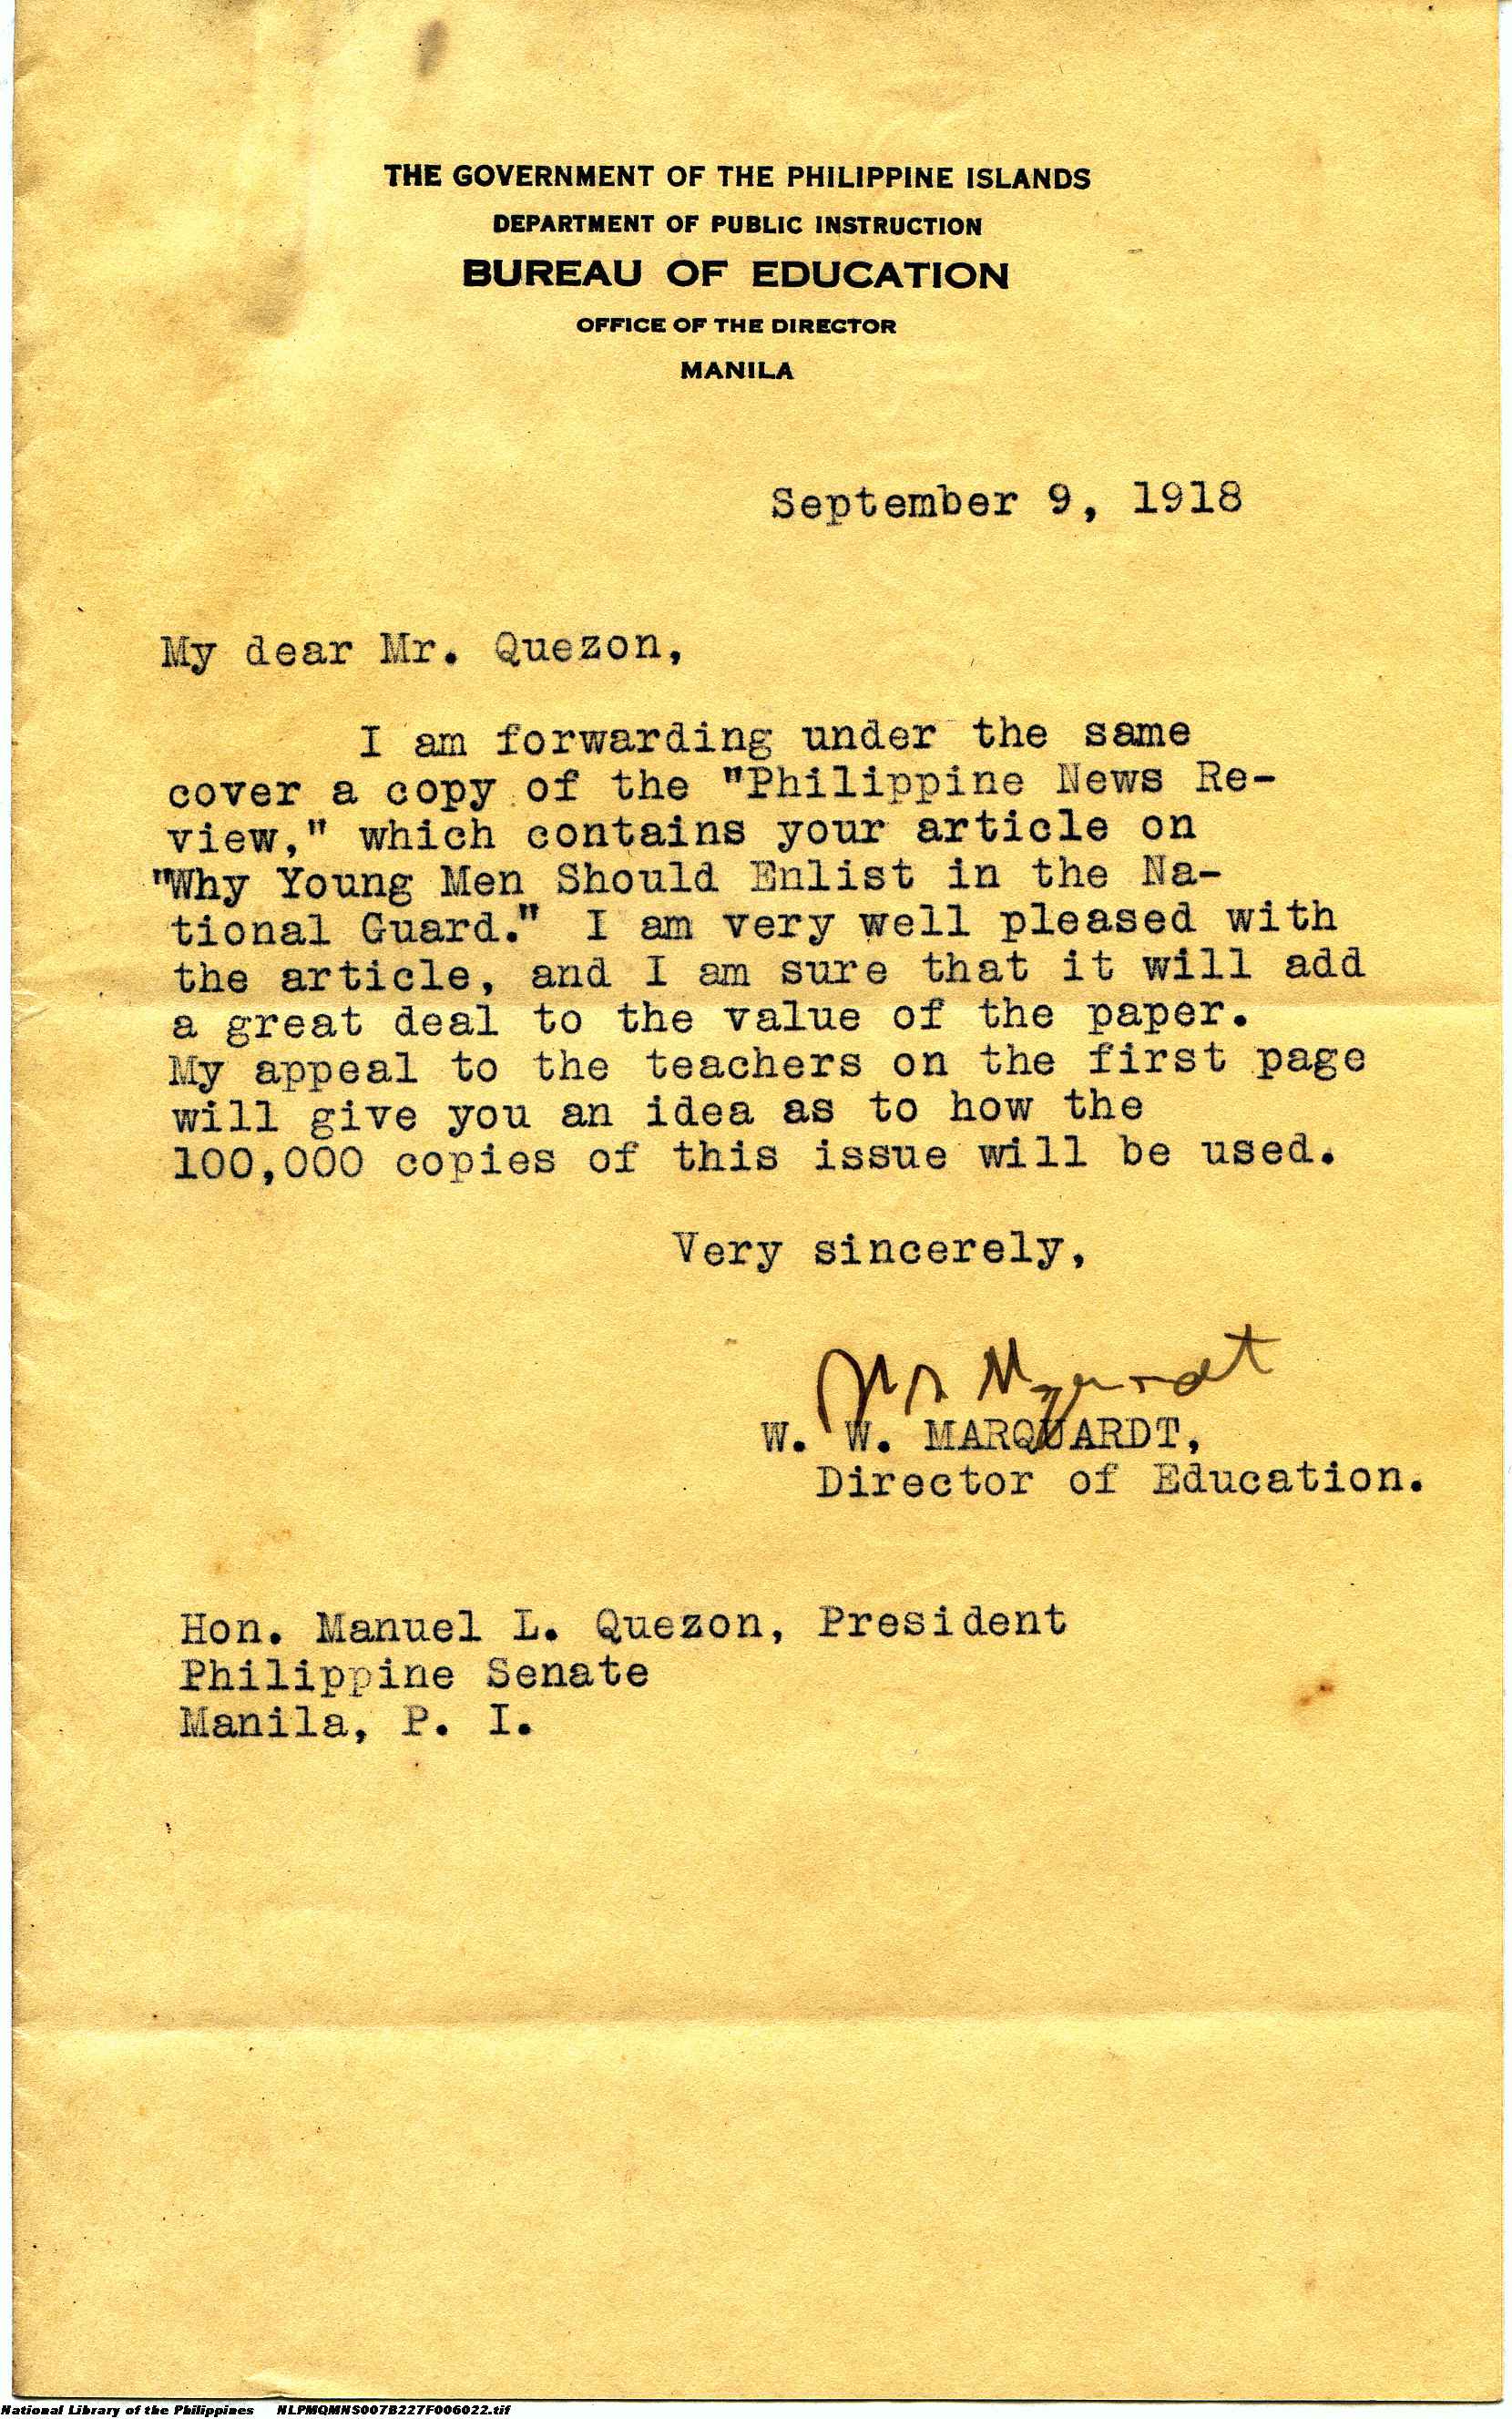 THE GOVERNMENT OF THE PHILIPPINE ISLANDS
DEPARTMENT OF PUBLIC INSTRUCTION
BUREAU OF EDUCATION
OFFICE OF THE DIRECTOR
MANILA
September 9, 1918
My dear Mr. Quezon,
I am forwarding under the same
cover a copy of the "Philippine News Re-
view," which contains your article on
"Why Young Men Should Enlist in the Na-
tional Guard." I am very well pleased with
the article, and I am sure that it will add
a great deal to the value of the paper.
My appeal to the teachers on the first page
will give you an idea as to how the
100,000 copies of this issue will be used.
Very sincerely,
W. W. MARQUARDT,
Director of Education.
Hon. Manuel L. Quezon, President
Philippine Senate
Manila, P. I.
National Library of the Philippines NLPMQMNS007B227F006022.tif